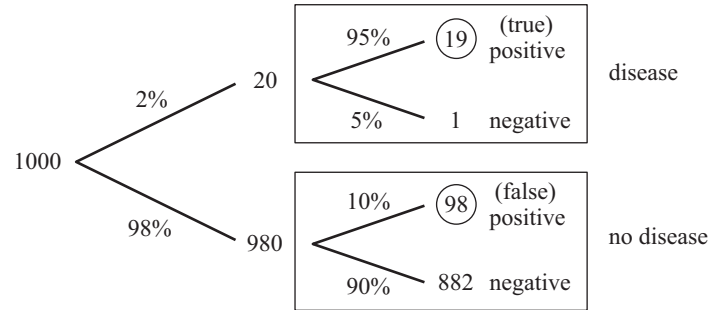 1000
2%
98%
20
95%
19 (true) positive
5%
1 negative
disease
980
10%
98 (false) positive
90%
882 negative
no disease